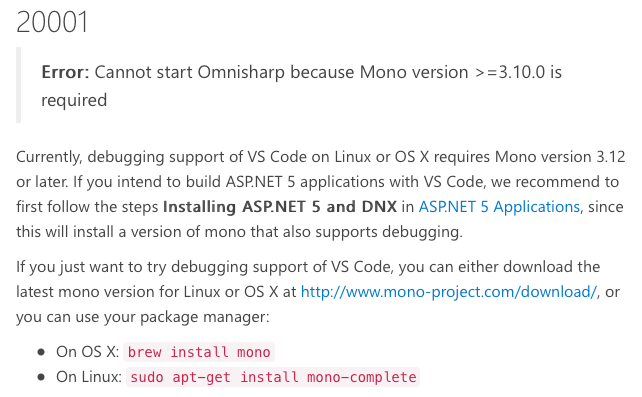 20001
Error: Cannot start Omnisharp because Mono version >=3.10.0 is
required
Currently, debugging support of VS Code on Linux or OS X requires Mono version 3.12
or later. If you intend to build ASP.NET 5 applications with VS Code, we recommend to
first follow the steps Installing ASP.NET 5 and DNX in ASP.NET 5 Applications, since
this will install a version of mono that also supports debugging.
If you just want to try debugging support of VS Code, you can either download the
latest mono version for Linux or OS X at http://www.mono-project.com/download/, or
you can use your package manager:
• On OS X: brew install mono
• On Linux: sudo apt-get install mono-complete